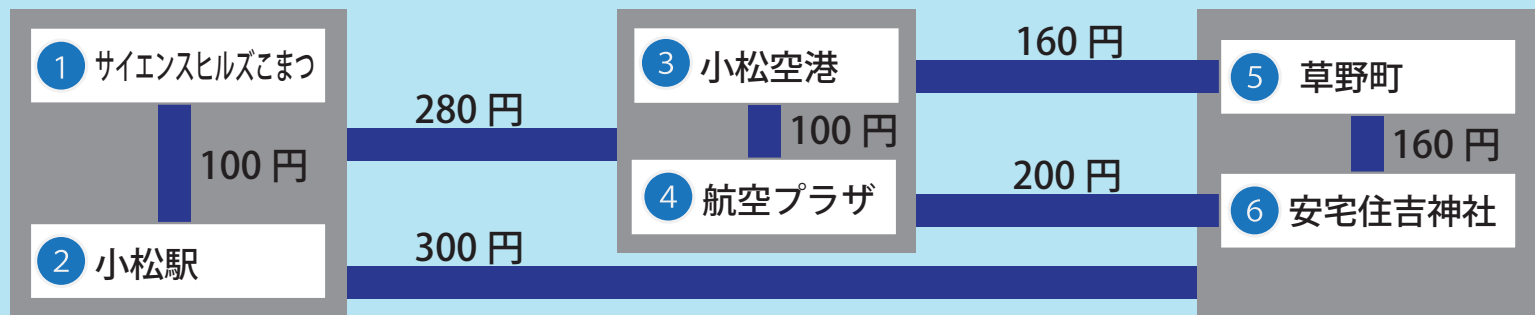 1 サイエンスヒルズこまつ
100 円
2 小松駅
280 円
300 円
3 小松空港
100 円
4 航空プラザ
160 円
200 円
5 草野町
160 円
6 安宅住吉神社